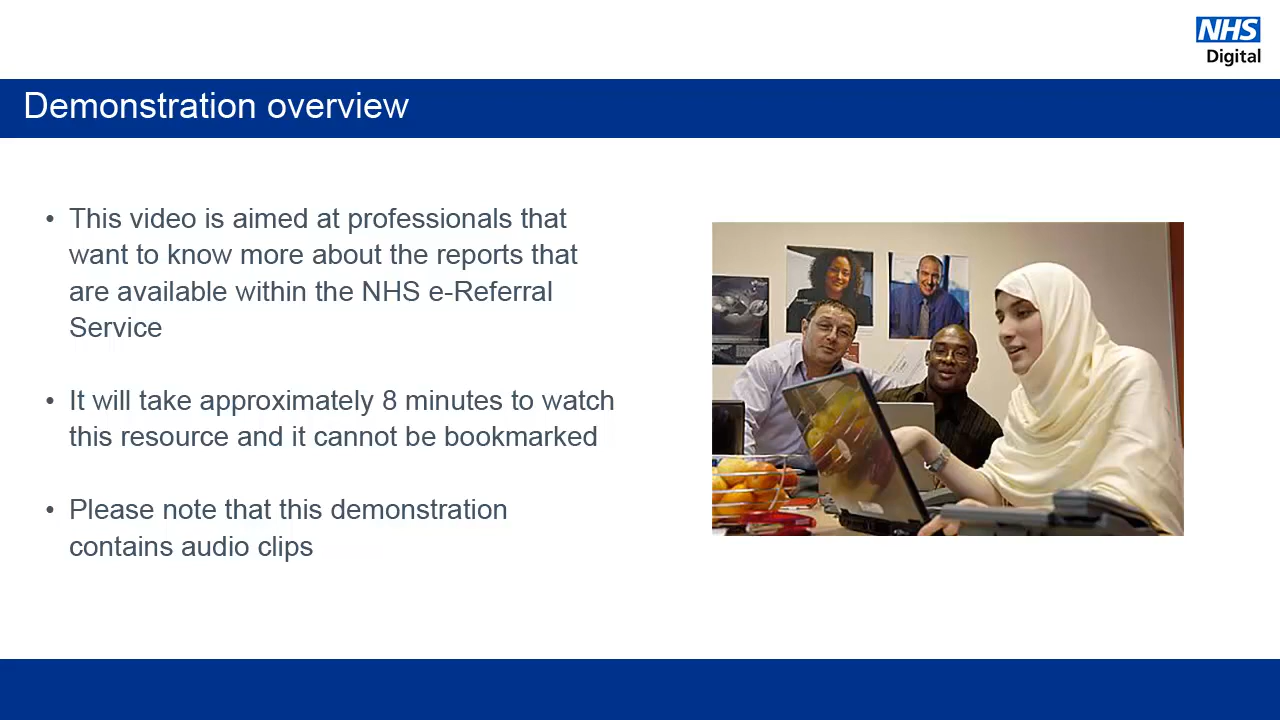 NHS
Digital
Demonstration overview
• This video is aimed at professionals that
want to know more about the reports that
are available within the NHS e-Referral
Service
• It will take approximately 8 minutes to watch
this resource and it cannot be bookmarked
• Please note that this demonstration
contains audio clips